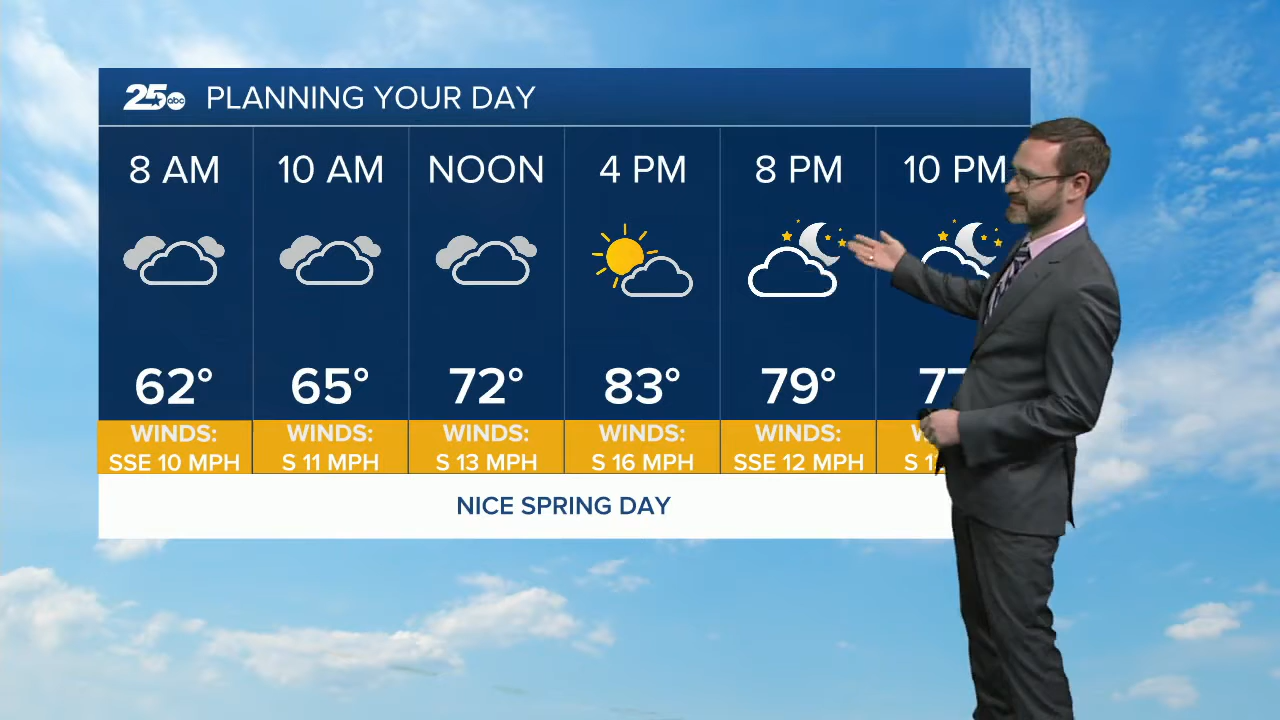 25 abc PLANNING YOUR DAY
8 AM 10 AM NOON 4 PM 8 PM 10 PM
62° 65° 72° 83° 79°
WINDS: WINDS: WINDS: WINDS: WINDS:
SSE 10 MPH S 11 MPH S 13 MPH S 16 MPH SSE 12 MPH
NICE SPRING DAY